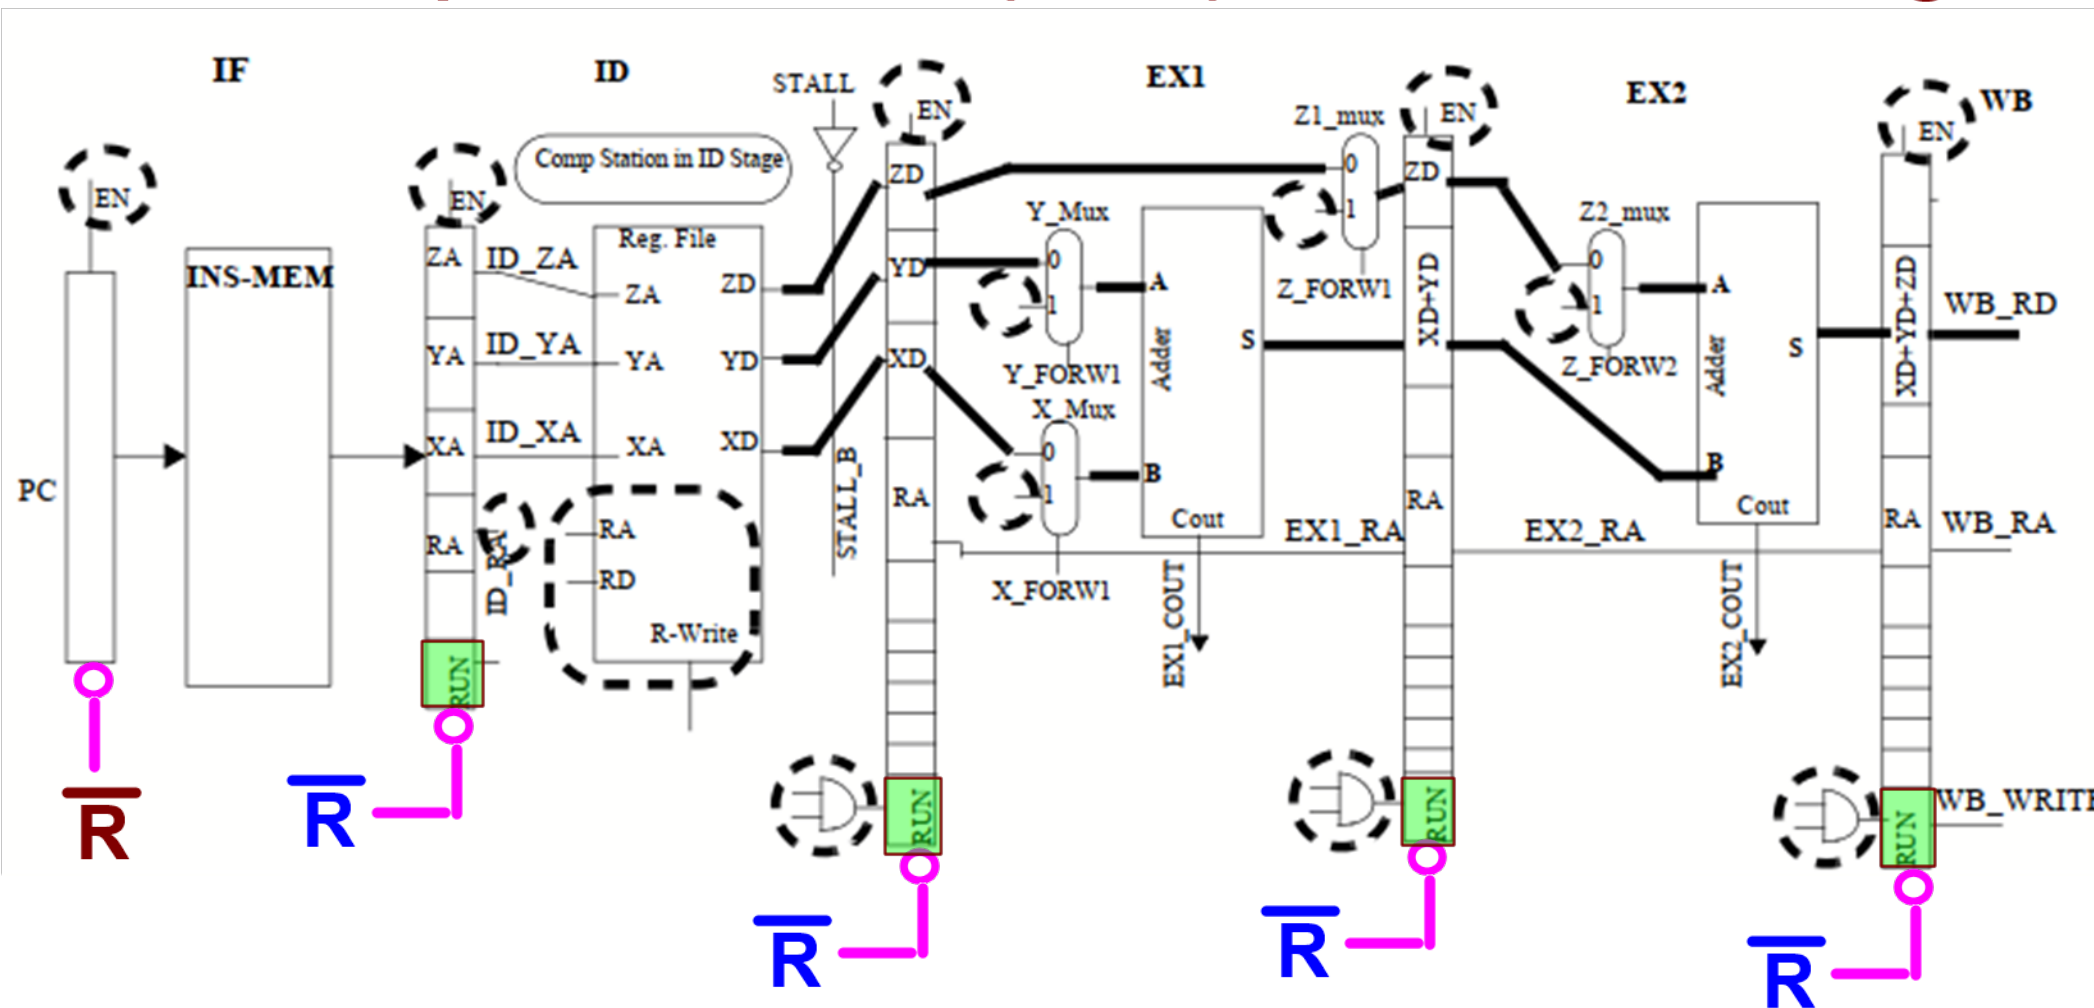 IF
ID
STALL
EN
EX1
Z1_mux
EN
EX2
EN
WB
Comp Station in ID Stage
EN
EN
ZD
0
1
ZD
Y_Mux
Z2_mux
INS-MEM
ZA
ID_ZA
Reg. File
ZA
ZD
YD
0
1
A
Z_FORW1
XD+YD
0
1
A
XD+YD+ZD
WB_RD
YA
ID_YA
YA
YD
XD
Y_FORW1
Adder
S
Z_FORW2
Adder
S
X_Mux
XA
ID_XA
XA
XD
0
1
B
B
PC
STALL_B
RA
Cout
RA
Cout
RA
WB_RA
RA
ID_RA
RA
RD
R-Write
EX1_RA
EX2_RA
X_FORW1
EX1_COUT
EX2_COUT
RUN
RUN
RUN
RUN
WB_WRITE
R
R
R
R
R